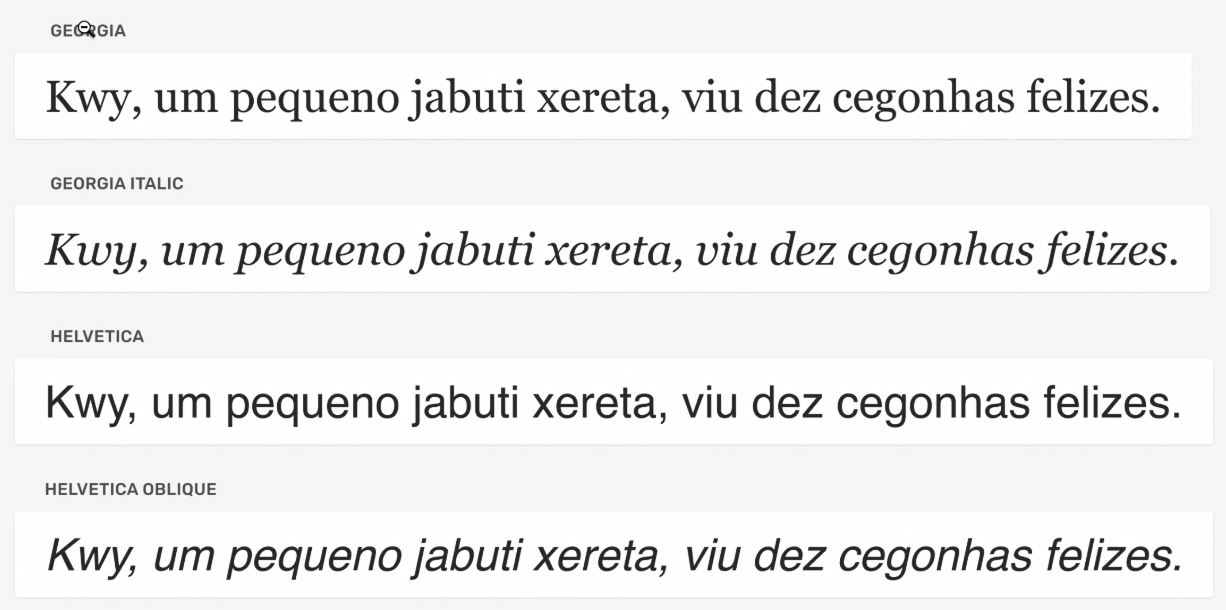 GEORGIA
Kwy, um pequeno jabuti xereta, viu dez cegonhas felizes.
GEORGIA ITALIC
Kwy, um pequeno jabuti xereta, viu dez cegonhas felizes.
HELVETICA
Kwy, um pequeno jabuti xereta, viu dez cegonhas felizes.
HELVETICA OBLIQUE
Kwy, um pequeno jabuti xereta, viu dez cegonhas felizes.